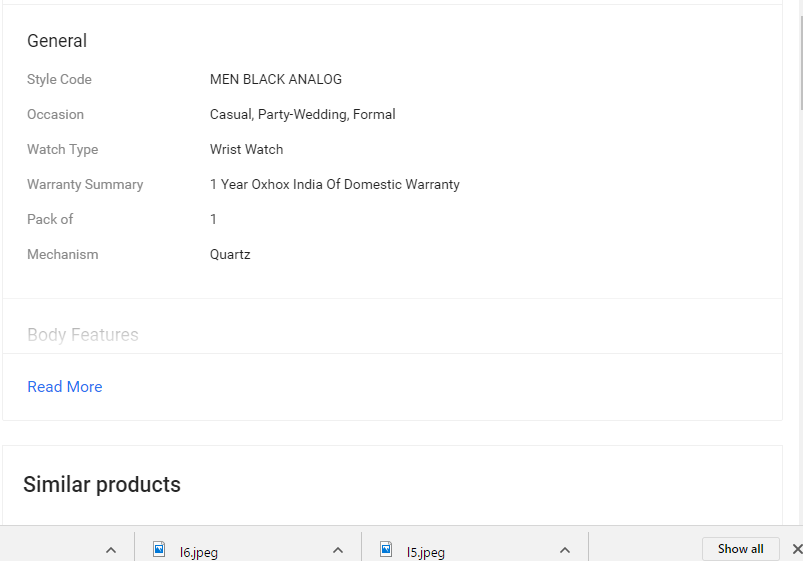 General
Style Code MEN BLACK ANALOG
Occasion Casual, Party-Wedding, Formal
Watch Type Wrist Watch
Warranty Summary 1 Year Oxhox India Of Domestic Warranty
Pack of 1
Mechanism Quartz
Body Features
Read More
Similar products
l6.jpeg l5.jpeg Show all